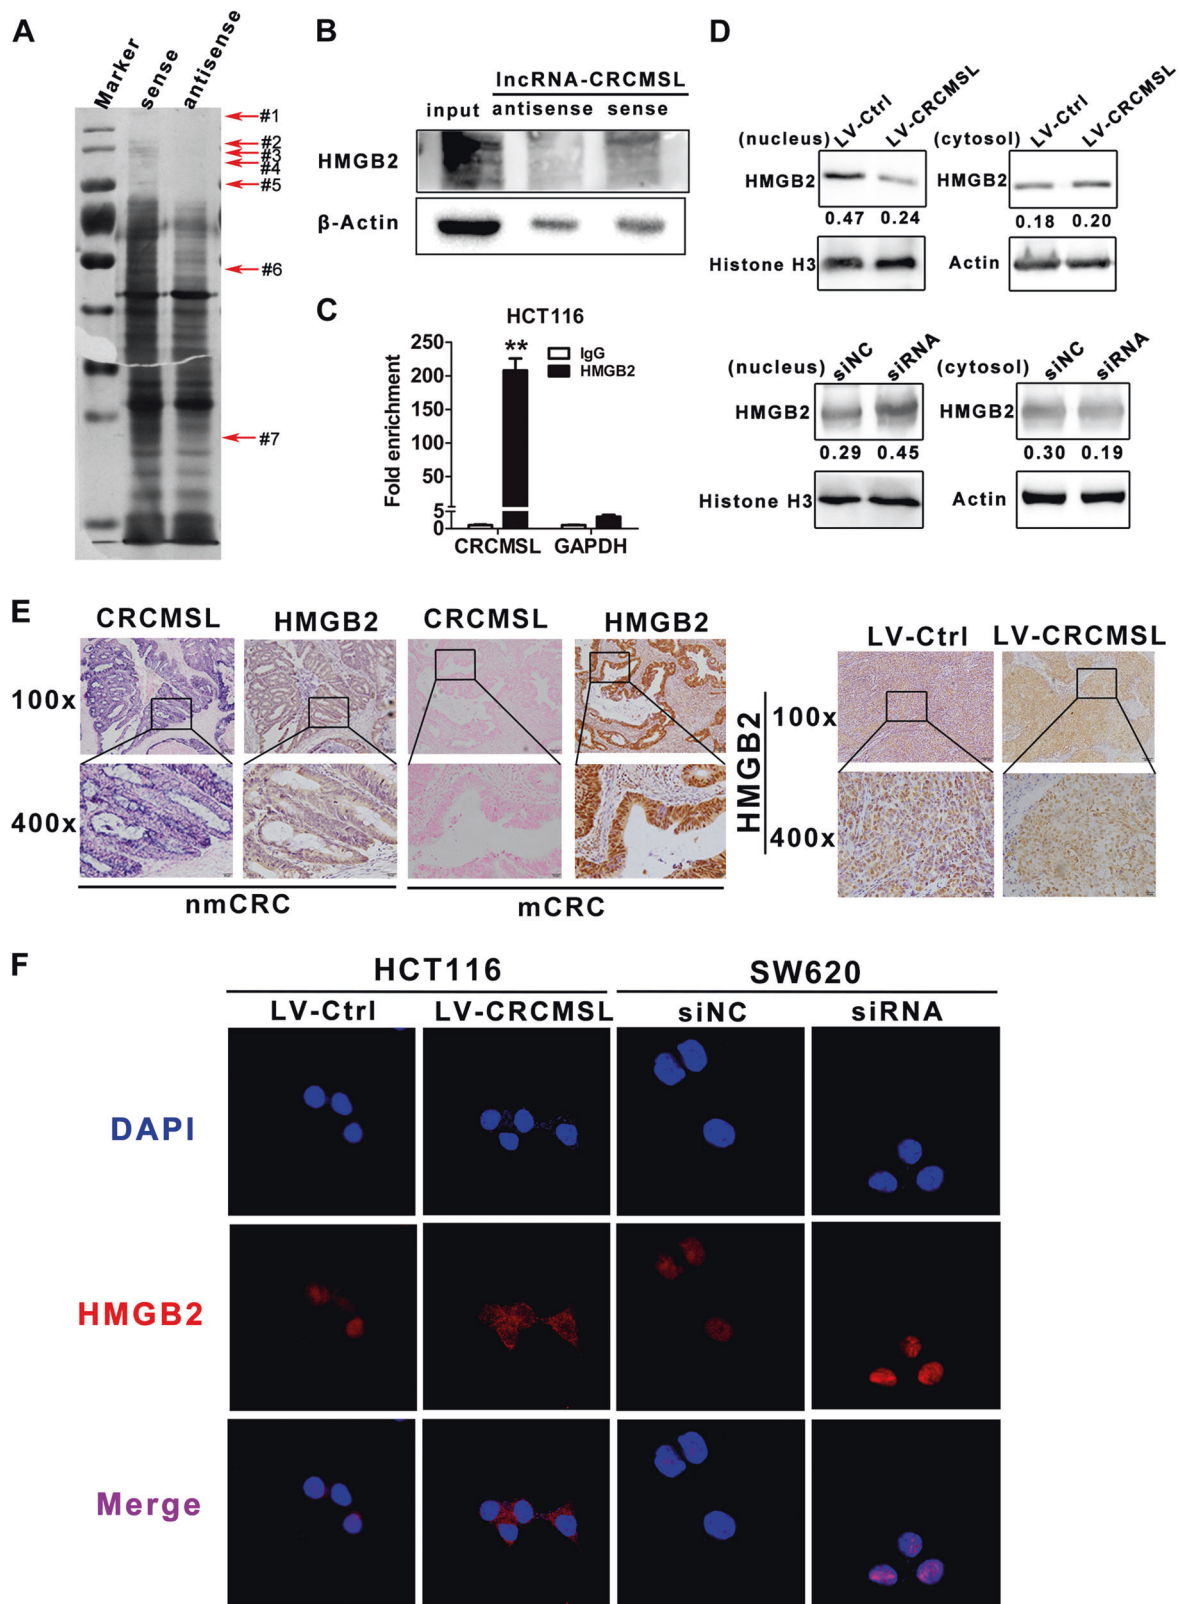 A
Marker
sense
antisense
#1
#2
#3
#4
#5
#6
#7
B
lncRNA-CRCMSL
input antisense sense
HMGB2
β-Actin
C
HCT116
Fold enrichment
250
200
150
100
50
5
0
**
IgG
HMGB2
CRCMSL GAPDH
D
(nucleus) LV-Ctrl LV-CRCMSL (cytosol) LV-Ctrl LV-CRCMSL
HMGB2 HMGB2
0.47 0.24 0.18 0.20
Histone H3 Actin
(nucleus) siNC siRNA (cytosol) siNC siRNA
HMGB2 HMGB2
0.29 0.45 0.30 0.19
Histone H3 Actin
E
CRCMSL HMGB2 CRCMSL HMGB2
100x
400x
nmCRC mCRC
LV-Ctrl LV-CRCMSL
HMGB2
100x
400x
F
HCT116 SW620
LV-Ctrl LV-CRCMSL siNC siRNA
DAPI
HMGB2
Merge